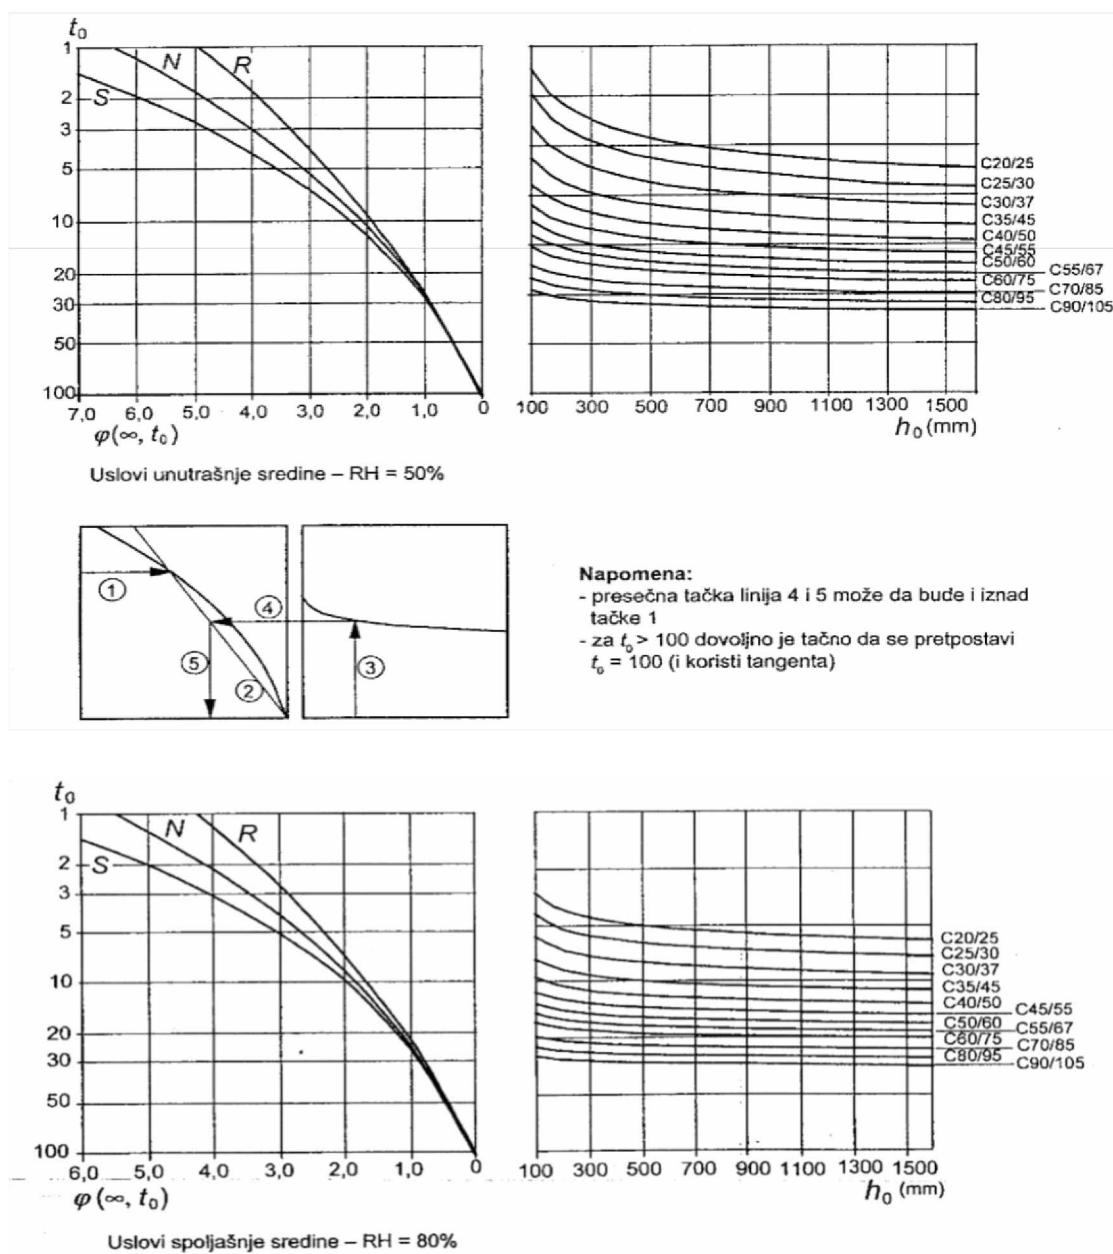 t₀
1
2
3
5
10
20
30
50
100
S
N
R
7,0 6,0 5,0 4,0 3,0 2,0 1,0 0
φ(∞, t₀)
C20/25
C25/30
C30/37
C35/45
C40/50
C45/55
C50/60
C55/67
C60/75
C70/85
C80/95
C90/105
100 300 500 700 900 1100 1300 1500
h₀ (mm)
Uslovi unutrašnje sredine – RH = 50%
1
2
3
4
5
Napomena:
- presečna tačka linija 4 i 5 može da bude i iznad
tačke 1
- za t₀ > 100 dovoljno je tačno da se pretpostavi
t₀ = 100 (i koristi tangenta)
t₀
1
2
3
5
10
20
30
50
100
S
N
R
6,0 5,0 4,0 3,0 2,0 1,0 0
φ (∞, t₀)
C20/25
C25/30
C30/37
C35/45
C40/50
C45/55
C50/60
C55/67
C60/75
C70/85
C80/95
C90/105
100 300 500 700 900 1100 1300 1500
h₀ (mm)
Uslovi spoljašnje sredine – RH = 80%